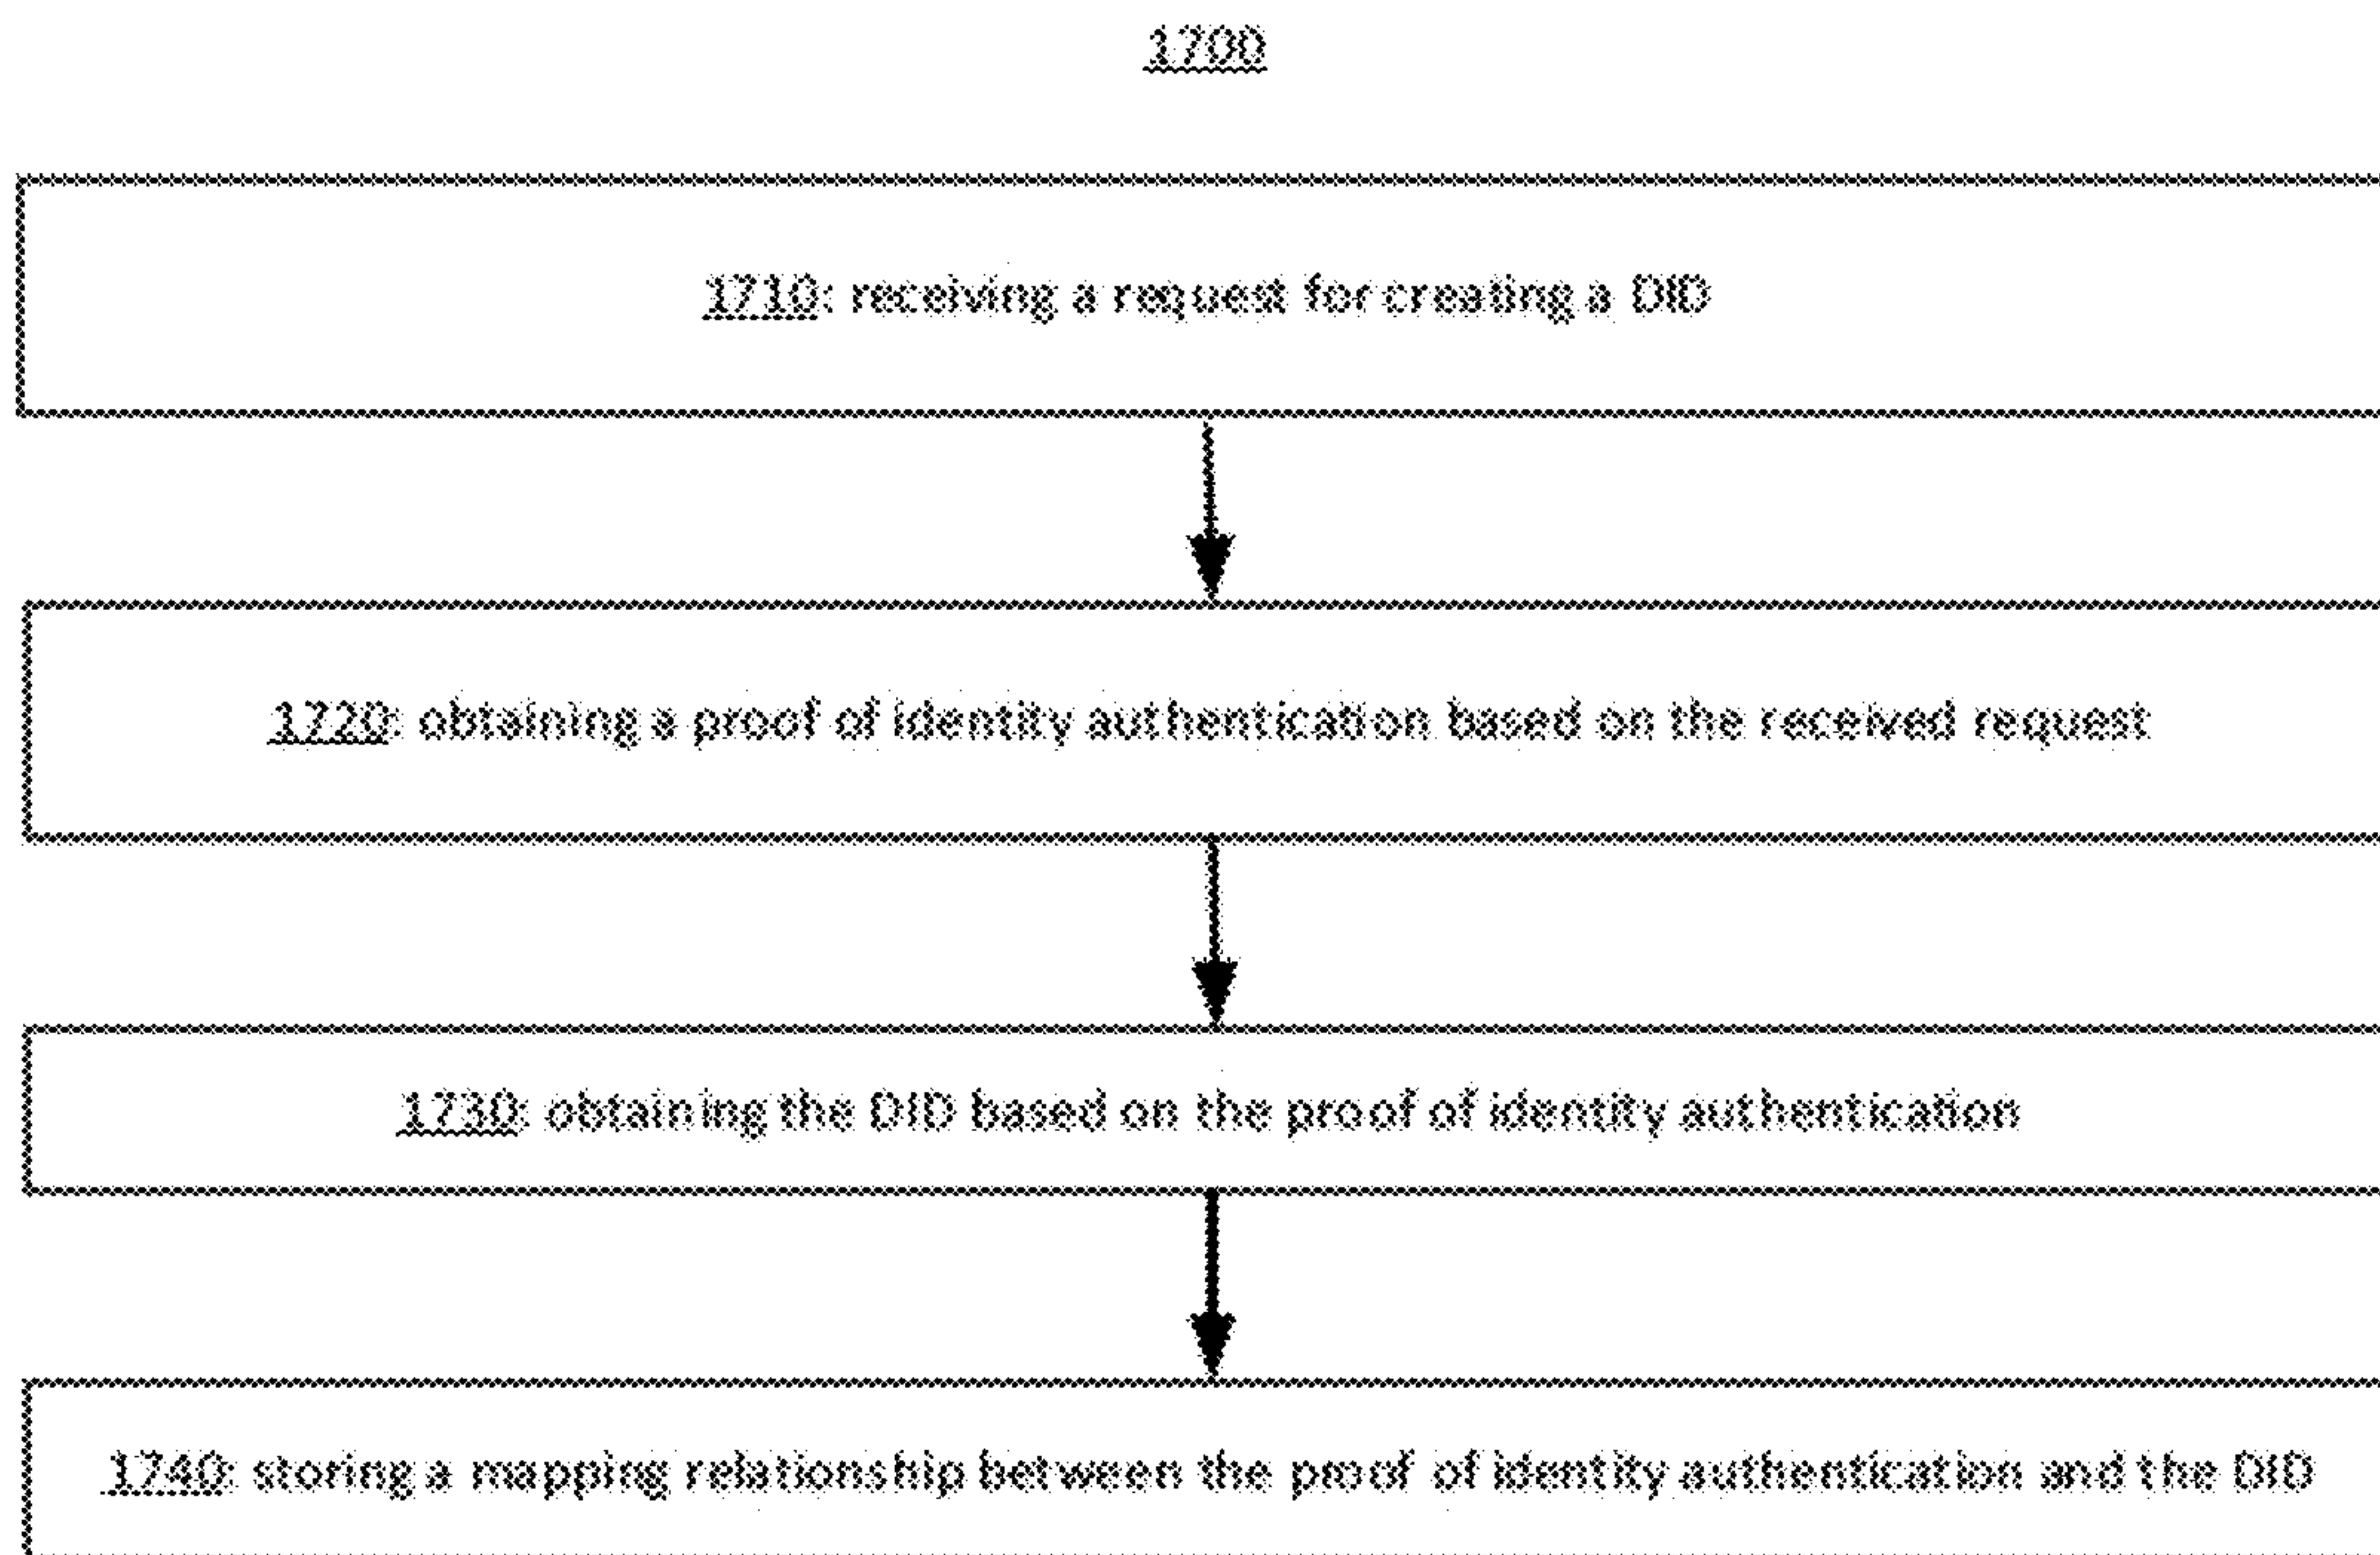 1700
1710: receiving a request for creating a DID
1720: obtaining a proof of identity authentication based on the received request
1730: obtaining the DID based on the proof of identity authentication
1740: storing a mapping relationship between the proof of identity authentication and the DID